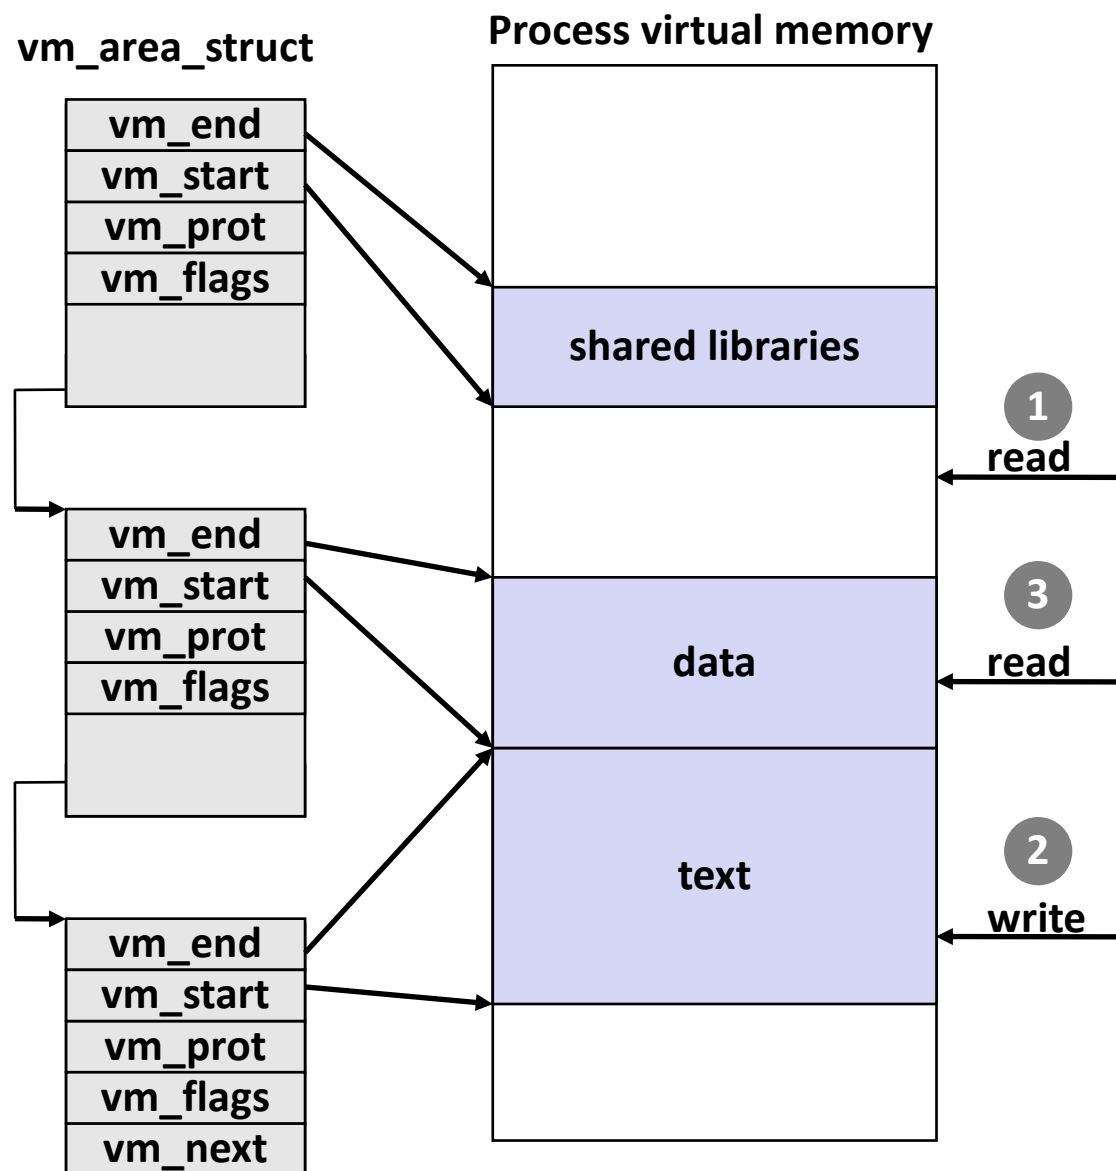 vm_area_struct
Process virtual memory
vm_end
vm_start
vm_prot
vm_flags
shared libraries
1
read
vm_end
vm_start
vm_prot
vm_flags
data
3
read
text
2
write
vm_end
vm_start
vm_prot
vm_flags
vm_next